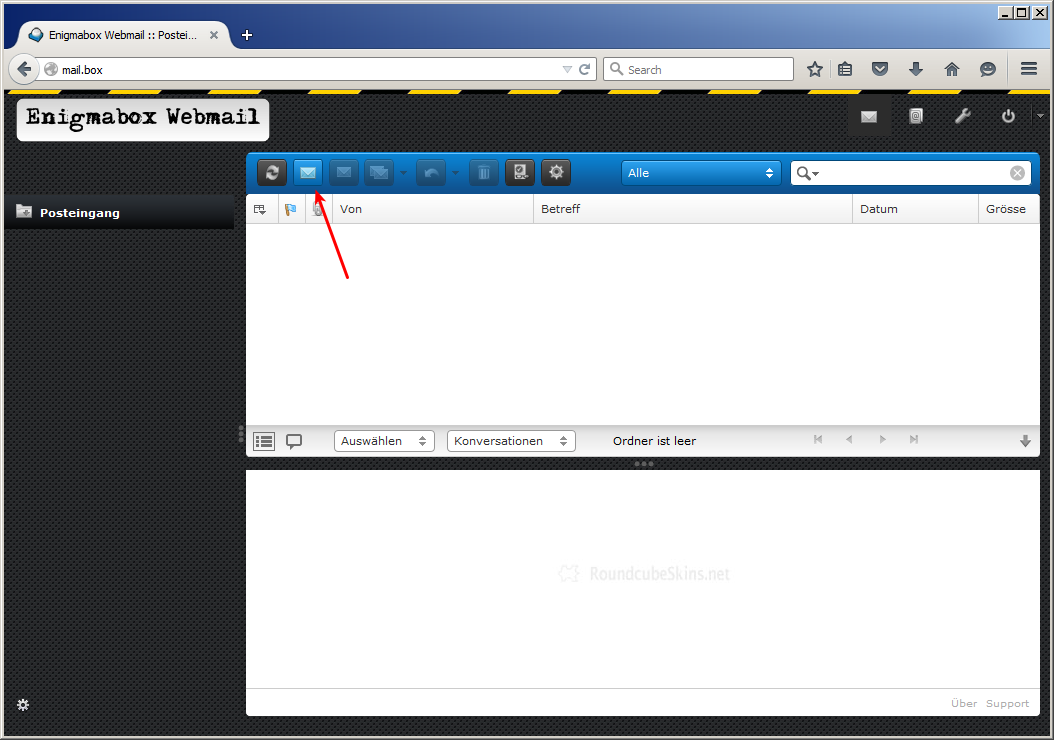 Enigmabox Webmail :: Postei...
mail.box
Search
Enigmabox Webmail
Alle
Posteingang
Von Betreff Datum Grösse
Auswählen Konversationen Ordner ist leer
RoundcubeSkins.net
Über Support